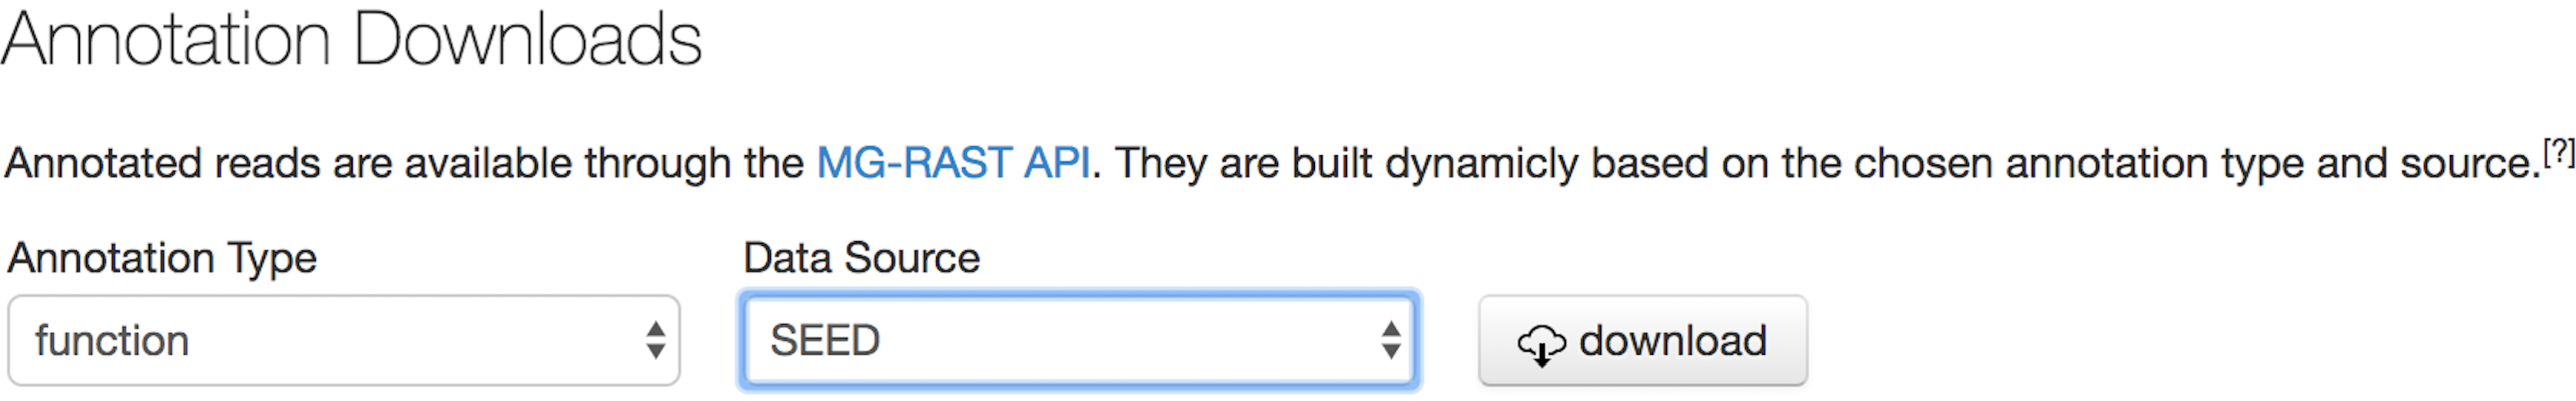 Annotation Downloads
Annotated reads are available through the MG-RAST API. They are built dynamicly based on the chosen annotation type and source.[?]
Annotation Type Data Source
function SEED download